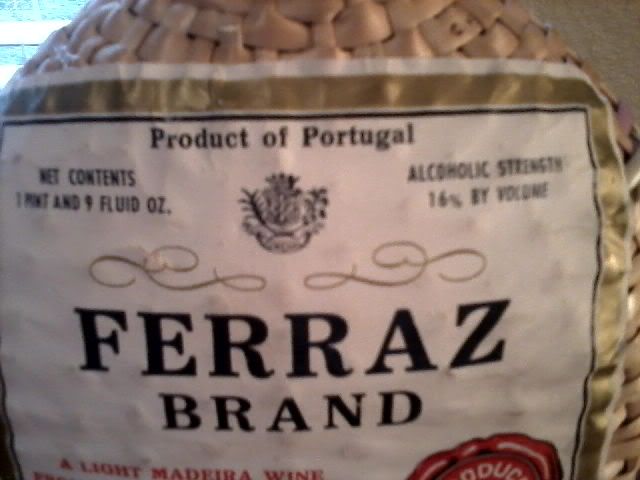 Product of Portugal
NET CONTENTS
1 PINT AND 9 FLUID OZ.
ALCOHOLIC STRENGTH
16% BY VOLUME
FERRAZ
BRAND
A LIGHT MADEIRA WINE